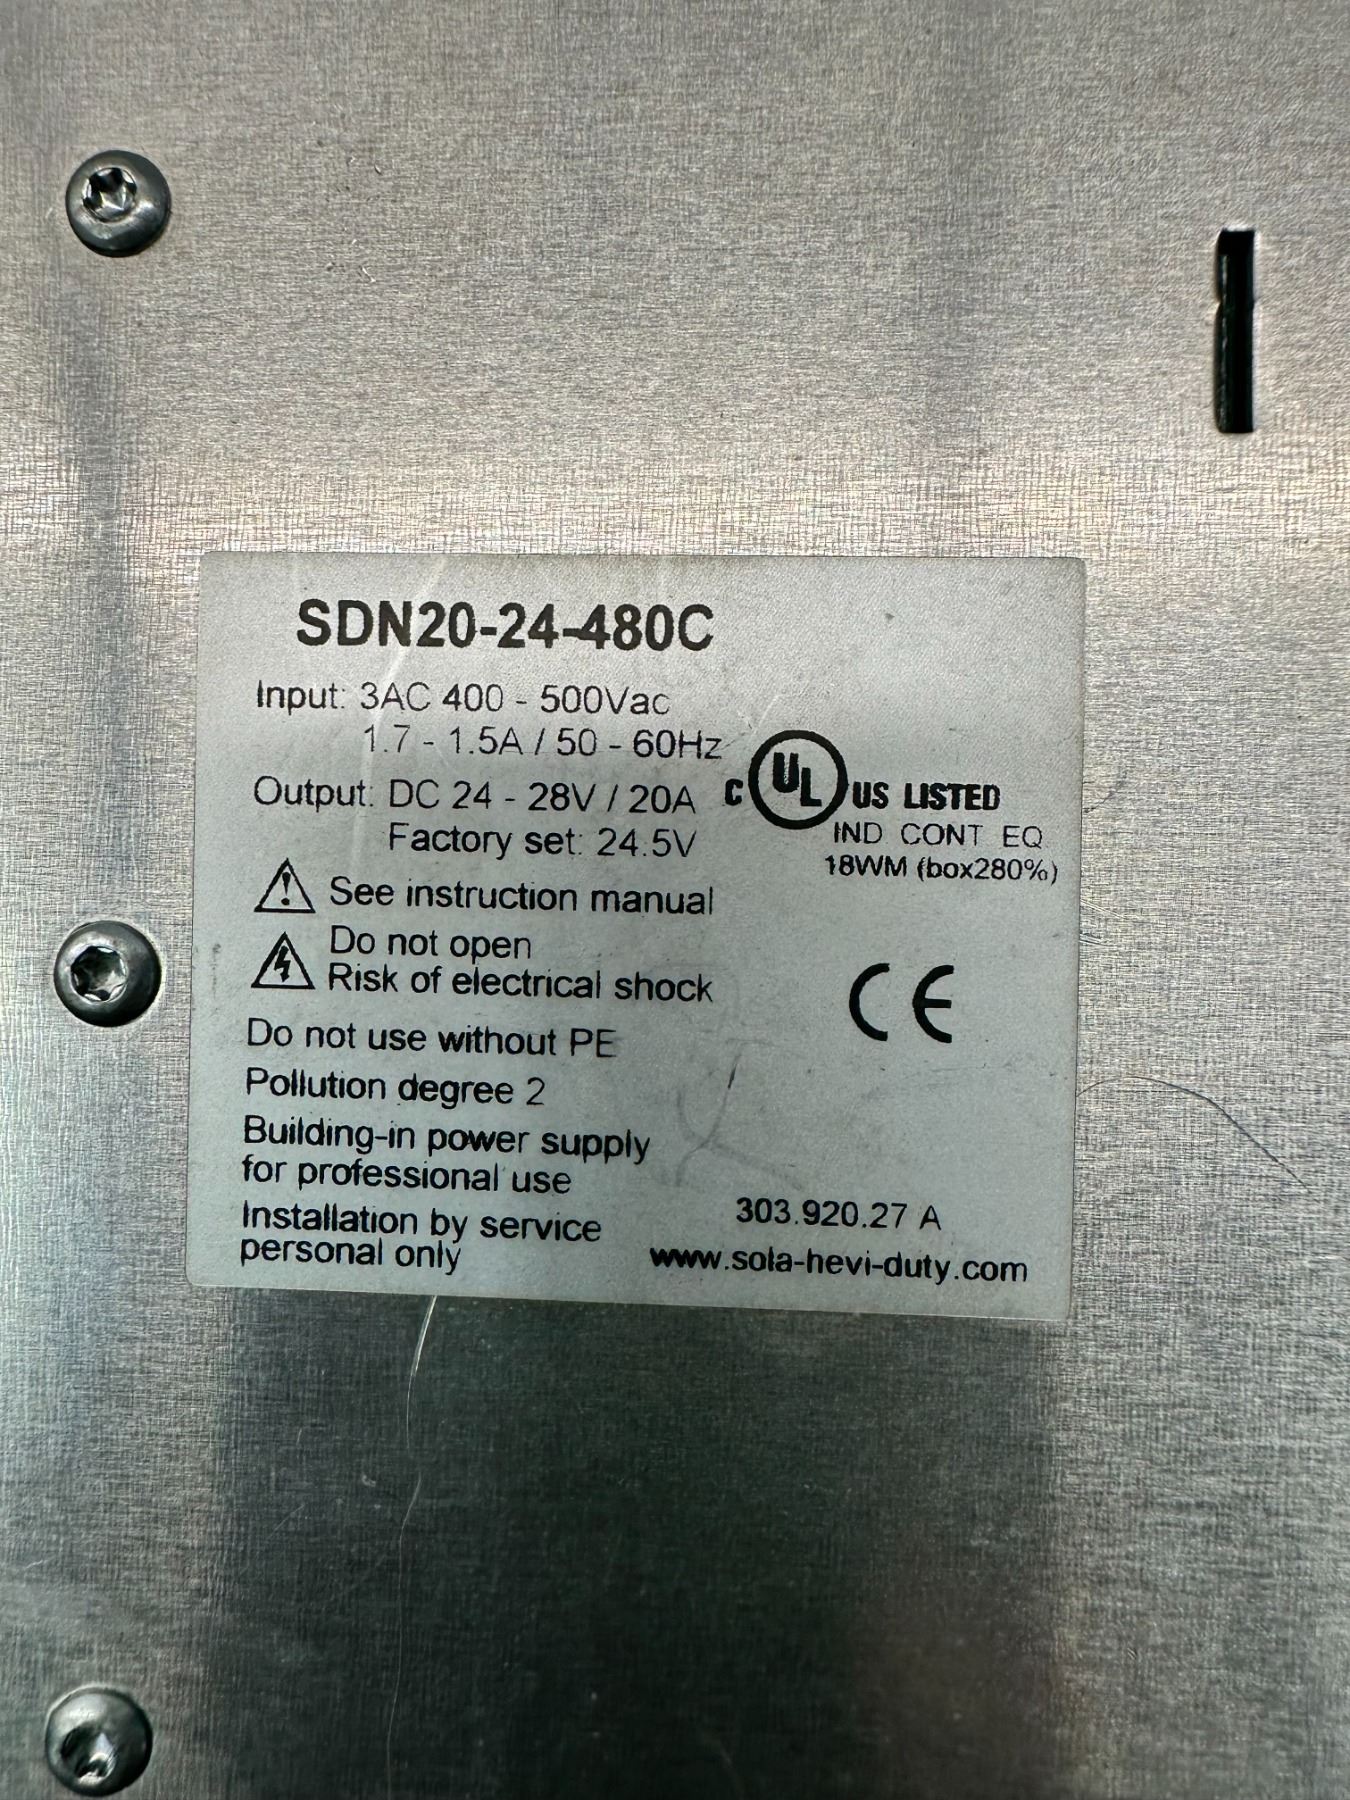 SDN20-24-480C
Input: 3AC 400 - 500Vac
1.7 - 1.5A / 50 - 60Hz
Output: DC 24 - 28V / 20A
Factory set: 24.5V
C UL US LISTED
IND CONT EQ
18WM (box280%)
See instruction manual
Do not open
Risk of electrical shock
CE
Do not use without PE
Pollution degree 2
Building-in power supply
for professional use
Installation by service
personal only
303.920.27 A
www.sola-hevi-duty.com